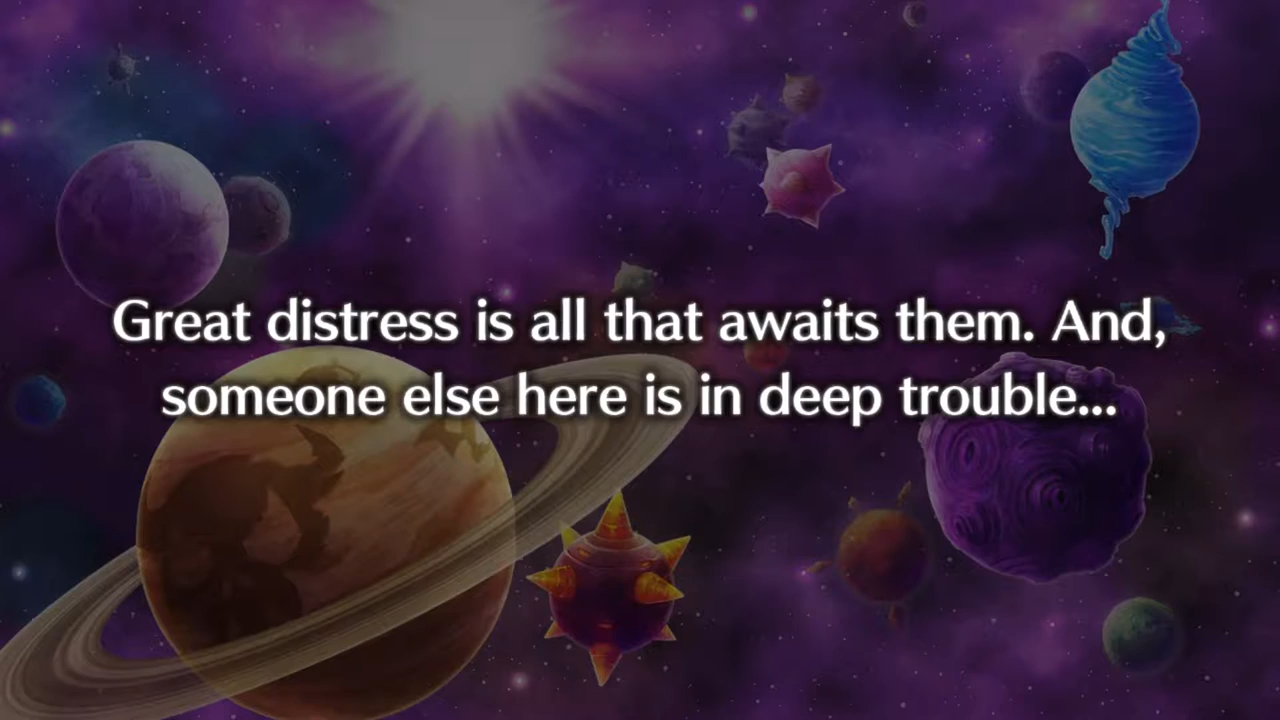 Great distress is all that awaits them. And,
someone else here is in deep trouble...